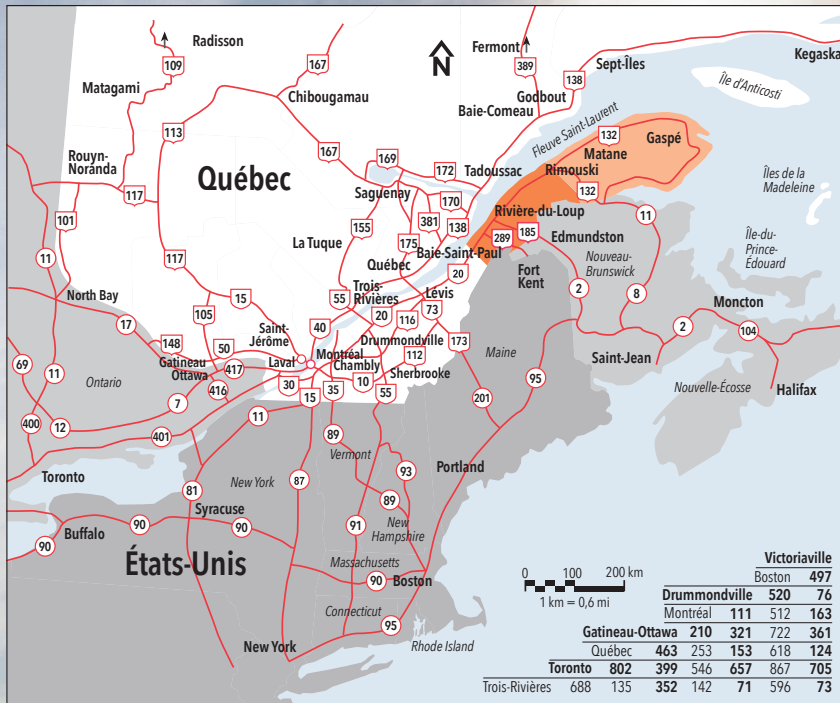 Radisson
109
Matagami
167
Chibougamau
N
Fermont
389
Sept-Îles
Kegaska
138
Godbout
Baie-Comeau
Île d'Anticosti
113
167
Fleuve Saint-Laurent
132
Gaspé
Matane
Rimouski
132
Rouyn-
Noranda
117
Québec
169
172
Tadoussac
Saguenay
170
Îles de la
Madeleine
101
155
381
138
Rivière-du-Loup
11
11
117
La Tuque
175
Baie-Saint-Paul
289
185
Edmundston
Île-du-
Prince-
Édouard
Québec
20
Fort
Kent
Nouveau-
Brunswick
2
8
North Bay
15
105
55
Trois-
Rivières
Lévis
73
Moncton
17
Saint-
Jérôme
40
20
116
2
104
148
50
Drummondville
173
Saint-Jean
69
11
Gatineau
Ottawa
417
Laval
Montréal
Chambly
112
Maine
Ontario
416
30
10
Sherbrooke
95
Nouvelle-Écosse
Halifax
7
15
35
55
201
400
12
401
11
89
Vermont
93
Portland
Toronto
81
New York
87
89
Syracuse
90
90
Buffalo
90
91
New
Hampshire
États-Unis
Massachusetts
90
Boston
Connecticut
95
New York
Rhode Island
0 100 200 km
1 km = 0,6 mi
Victoriaville
Boston 497
Drummondville 520 76
Montréal 111 512 163
Gatineau-Ottawa 210 321 722 361
Québec 463 253 153 618 124
Toronto 802 399 546 657 867 705
Trois-Rivières 688 135 352 142 71 596 73